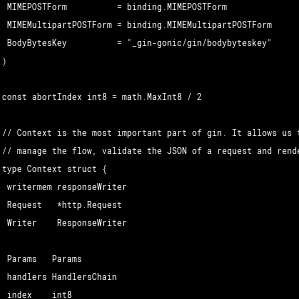 MIMEPOSTForm          = binding.MIMEPOSTForm
MIMEMultipartPOSTForm = binding.MIMEMultipartPOSTForm
BodyBytesKey          = "_gin-gonic/gin/bodybyteskey"
)
const abortIndex int8 = math.MaxInt8 / 2
// Context is the most important part of gin. It allows us
// manage the flow, validate the JSON of a request and
type Context struct {
writermem responseWriter
Request   *http.Request
Writer    ResponseWriter
Params   Params
handlers HandlersChain
index    int8